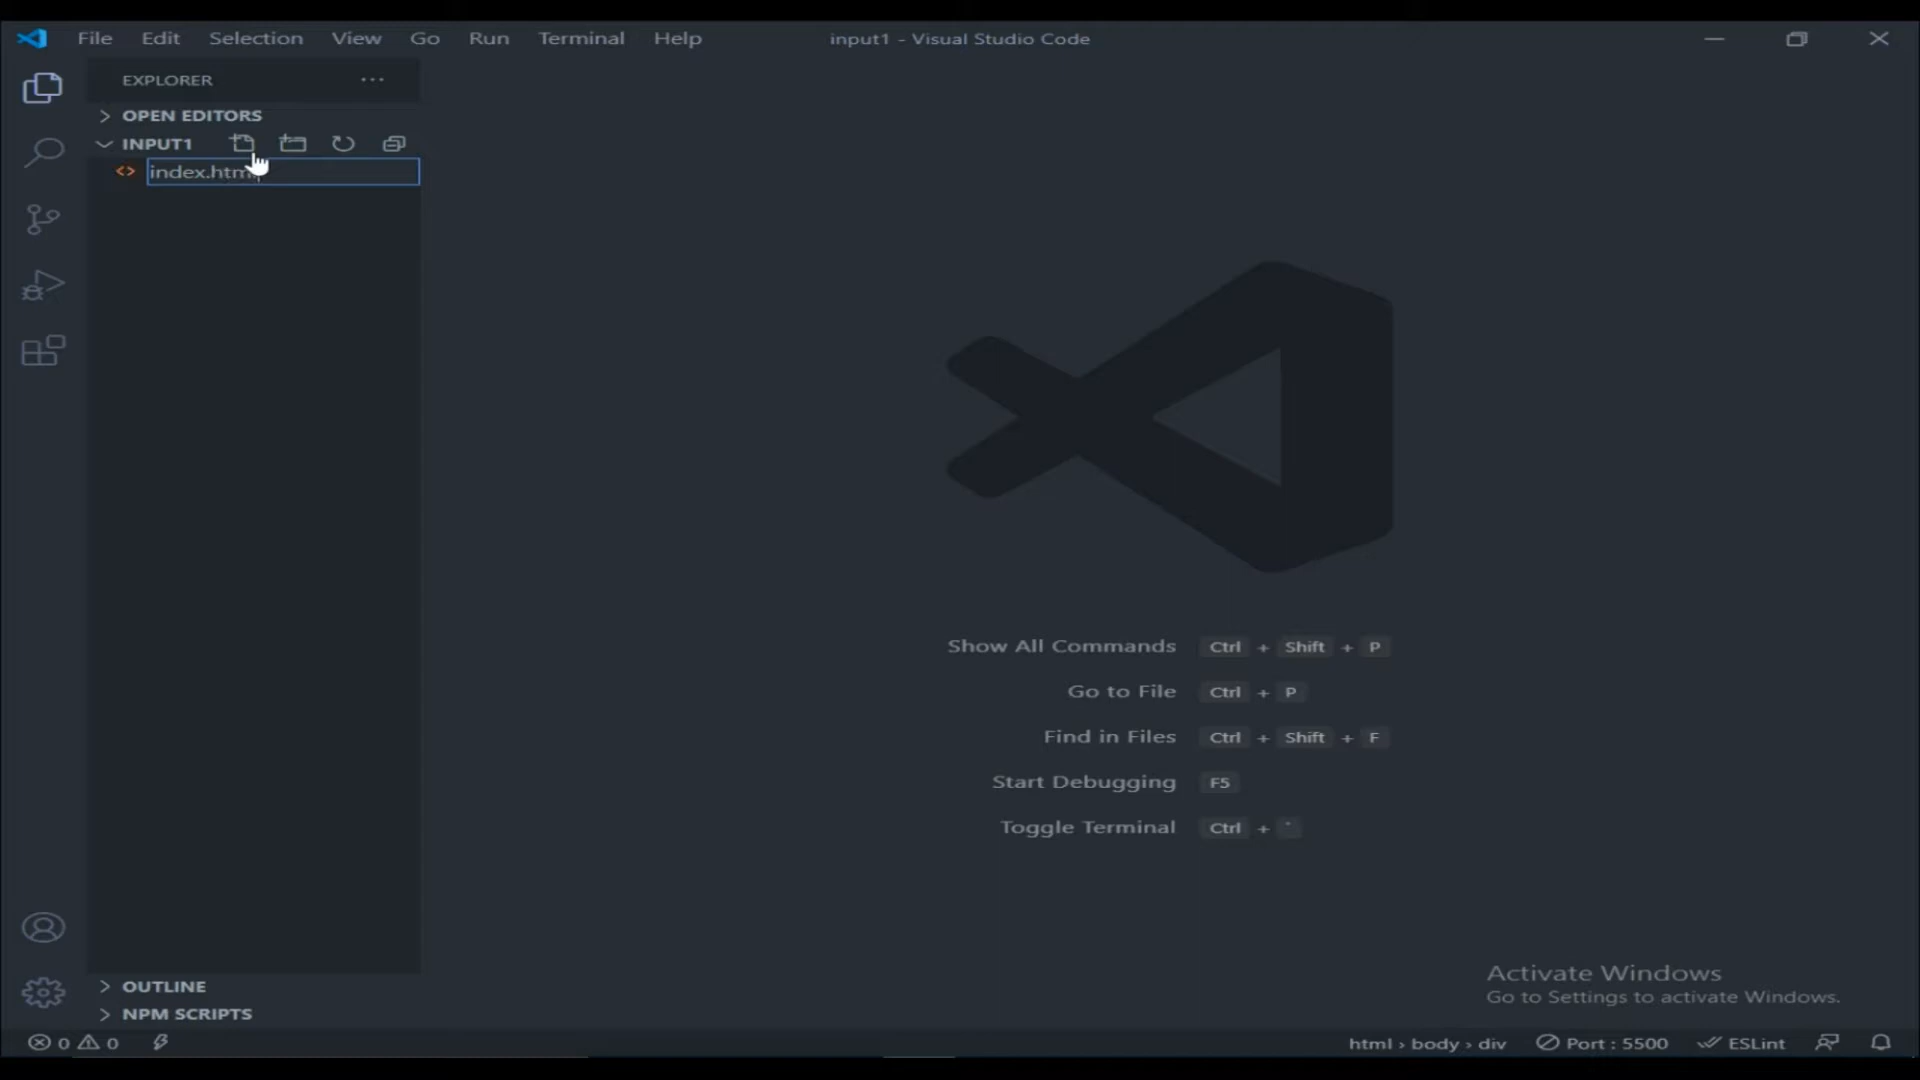 File Edit Selection View Go Run Terminal Help input1 - Visual Studio Code
EXPLORER ...
OPEN EDITORS
INPUT1
index.html
Show All Commands Ctrl + Shift + P
Go to File Ctrl + P
Find in Files Ctrl + Shift + F
Start Debugging F5
Toggle Terminal Ctrl + `
Activate Windows
Go to Settings to activate Windows.
OUTLINE
NPM SCRIPTS
0 0 html › body › div Port : 5500 ESLint